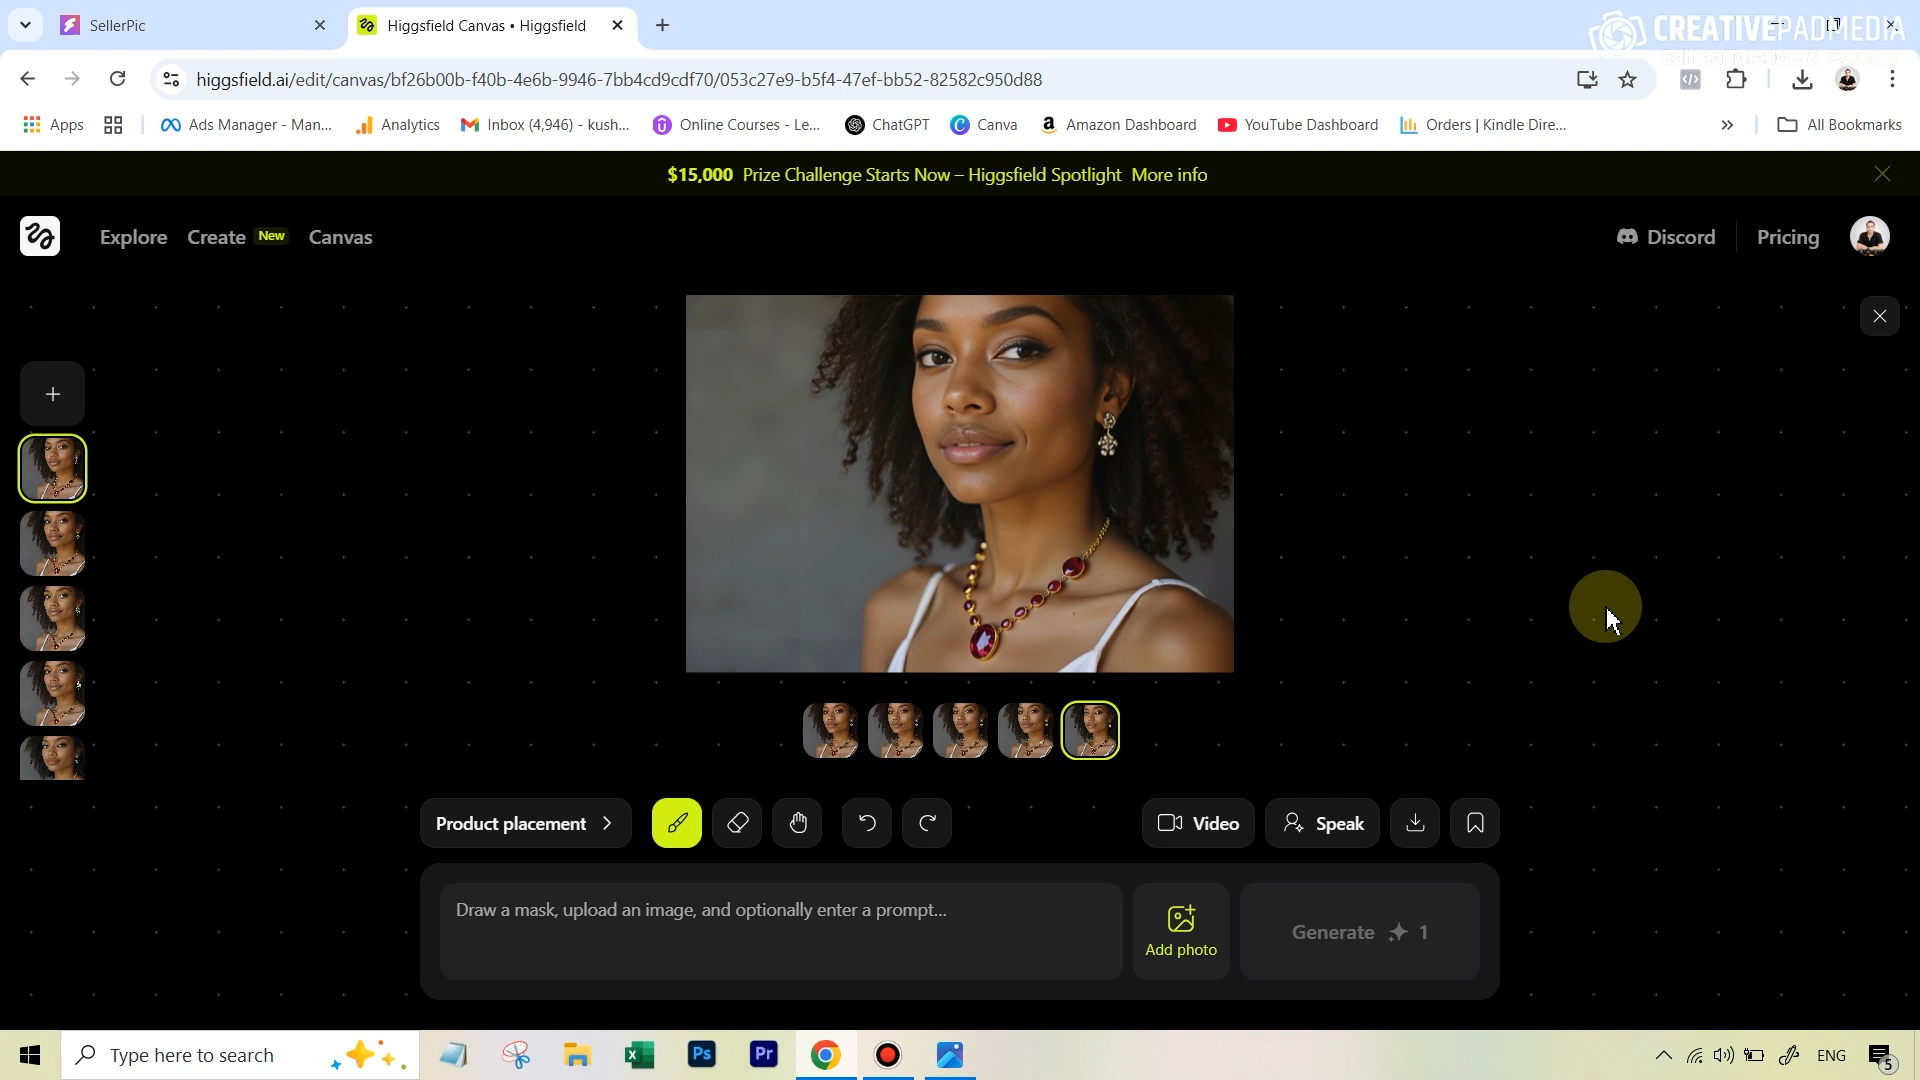 SellerPic
Higgsfield Canvas • Higgsfield
CREATIVEPADMEDIA
higgsfield.ai/edit/canvas/bf26b00b-f40b-4e6b-9946-7bb4cd9cdf70/053c27e9-b5f4-47ef-bb52-82582c950d88
Apps
Ads Manager - Man...
Analytics
Inbox (4,946) - kush...
Online Courses - Le...
ChatGPT
Canva
Amazon Dashboard
YouTube Dashboard
Orders | Kindle Dire...
All Bookmarks
$15,000 Prize Challenge Starts Now – Higgsfield Spotlight More info
Explore
Create New
Canvas
Discord
Pricing
Product placement
Video
Speak
Draw a mask, upload an image, and optionally enter a prompt...
Add photo
Generate 1
Type here to search
Ps
Pr
ENG
5